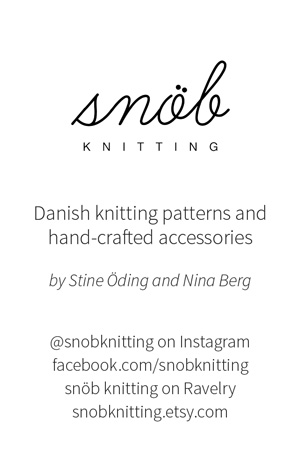 snöb
KNITTING
Danish knitting patterns and
hand-crafted accessories
by Stine Öding and Nina Berg
@snobknitting on Instagram
facebook.com/snobknitting
snöb knitting on Ravelry
snobknitting.etsy.com